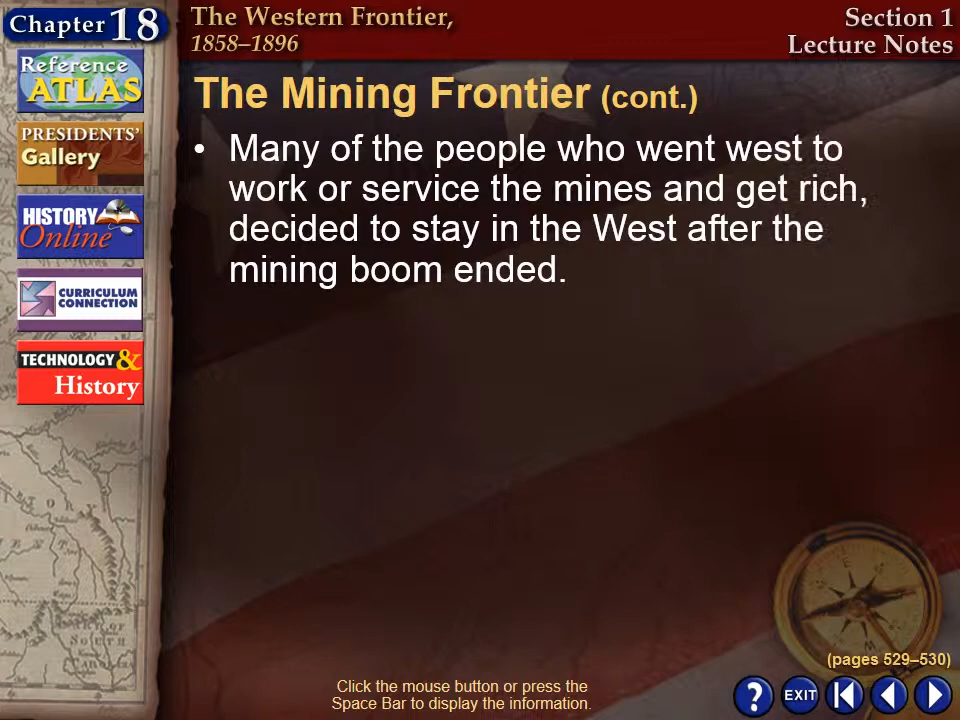 Chapter 18
The Western Frontier,
1858–1896
Section 1
Lecture Notes
Reference
ATLAS
PRESIDENTS'
Gallery
HISTORY
Online
CURRICULUM
CONNECTION
TECHNOLOGY &
History
The Mining Frontier (cont.)
• Many of the people who went west to
work or service the mines and get rich,
decided to stay in the West after the
mining boom ended.
(pages 529–530)
Click the mouse button or press the
Space Bar to display the information.
?
EXIT